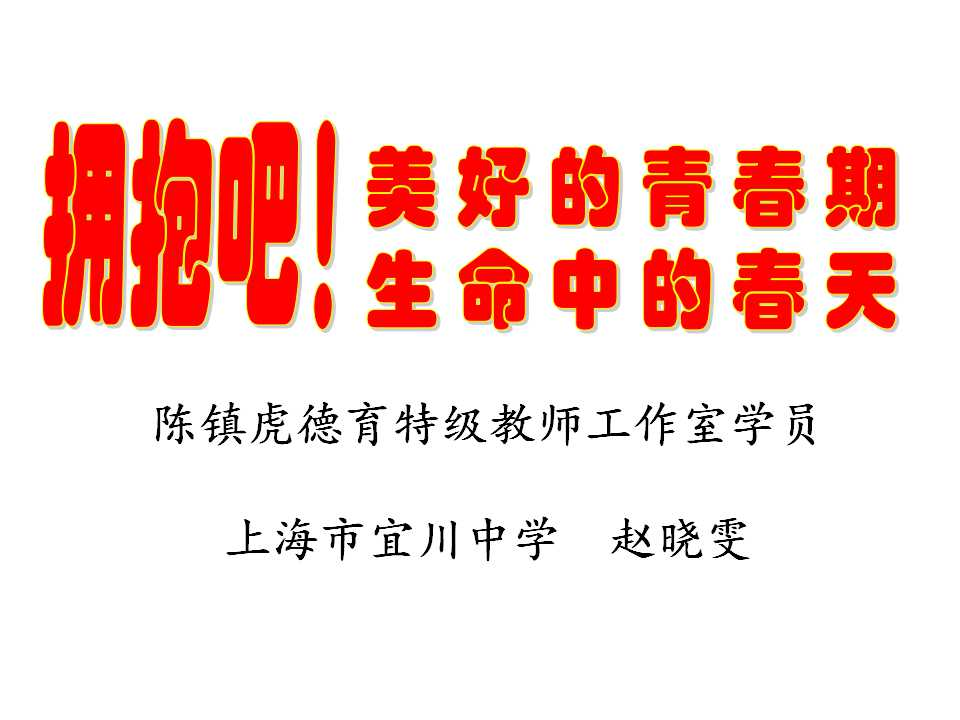 拥抱吧!
美好的青春期
生命中的春天
陈镇虎德育特级教师工作室学员
上海市宜川中学　赵晓雯